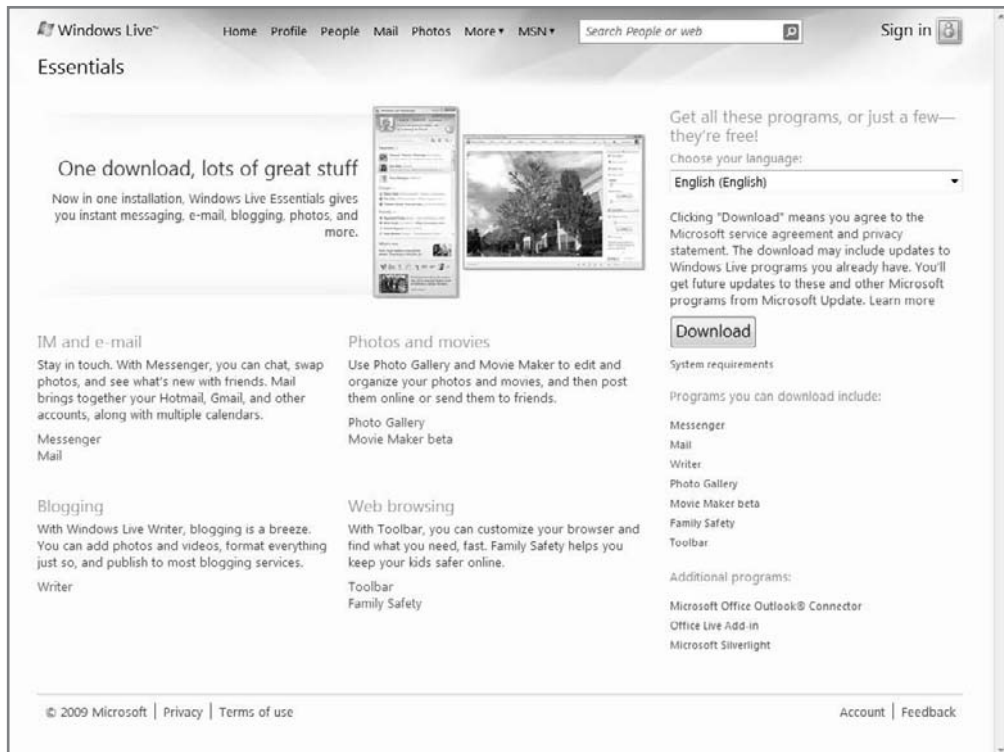 Windows Live™
Home Profile People Mail Photos More▾ MSN▾
Search People or web
Sign in
Essentials
One download, lots of great stuff
Now in one installation, Windows Live Essentials gives
you instant messaging, e-mail, blogging, photos, and
more.
Get all these programs, or just a few—
they're free!
Choose your language:
English (English)
Clicking "Download" means you agree to the
Microsoft service agreement and privacy
statement. The download may include updates to
Windows Live programs you already have. You'll
get future updates to these and other Microsoft
programs from Microsoft Update. Learn more
Download
System requirements
Programs you can download include:
Messenger
Mail
Writer
Photo Gallery
Movie Maker beta
Family Safety
Toolbar
Additional programs:
Microsoft Office Outlook® Connector
Office Live Add-in
Microsoft Silverlight
IM and e-mail
Stay in touch. With Messenger, you can chat, swap
photos, and see what's new with friends. Mail
brings together your Hotmail, Gmail, and other
accounts, along with multiple calendars.
Messenger
Mail
Photos and movies
Use Photo Gallery and Movie Maker to edit and
organize your photos and movies, and then post
them online or send them to friends.
Photo Gallery
Movie Maker beta
Blogging
With Windows Live Writer, blogging is a breeze.
You can add photos and videos, format everything
just so, and publish to most blogging services.
Writer
Web browsing
With Toolbar, you can customize your browser and
find what you need, fast. Family Safety helps you
keep your kids safer online.
Toolbar
Family Safety
© 2009 Microsoft | Privacy | Terms of use
Account | Feedback